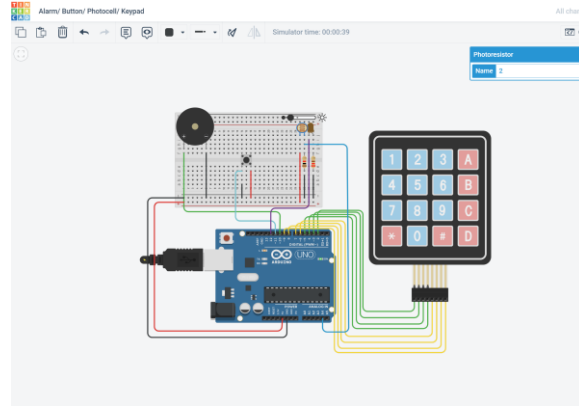 TIN
KER
CAD
Alarm/ Button/ Photocell/ Keypad
All cha
Simulator time: 00:00:39
Photoresistor
Name 2
1 2 3 A
4 5 6 B
7 8 9 C
* 0 # D
UNO
ARDUINO